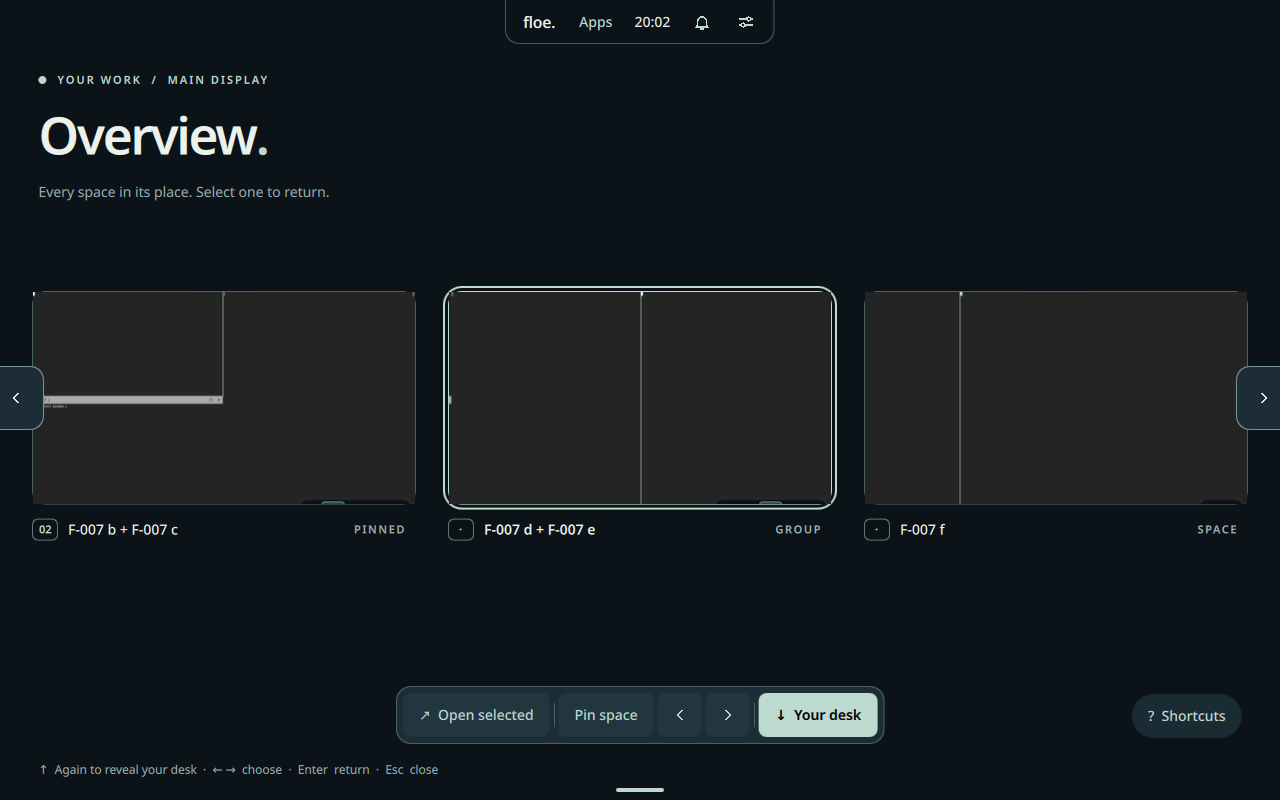 floe. Apps 20:02
YOUR WORK / MAIN DISPLAY
Overview.
Every space in its place. Select one to return.
02 F-007 b + F-007 c PINNED
· F-007 d + F-007 e GROUP
· F-007 f SPACE
↗ Open selected Pin space ↓ Your desk
? Shortcuts
↑ Again to reveal your desk · ←→ choose · Enter return · Esc close